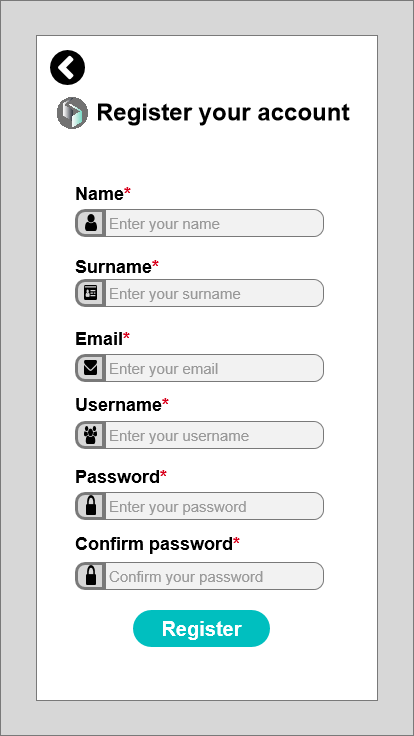 Register your account
Name*
Enter your name
Surname*
Enter your surname
Email*
Enter your email
Username*
Enter your username
Password*
Enter your password
Confirm password*
Confirm your password
Register